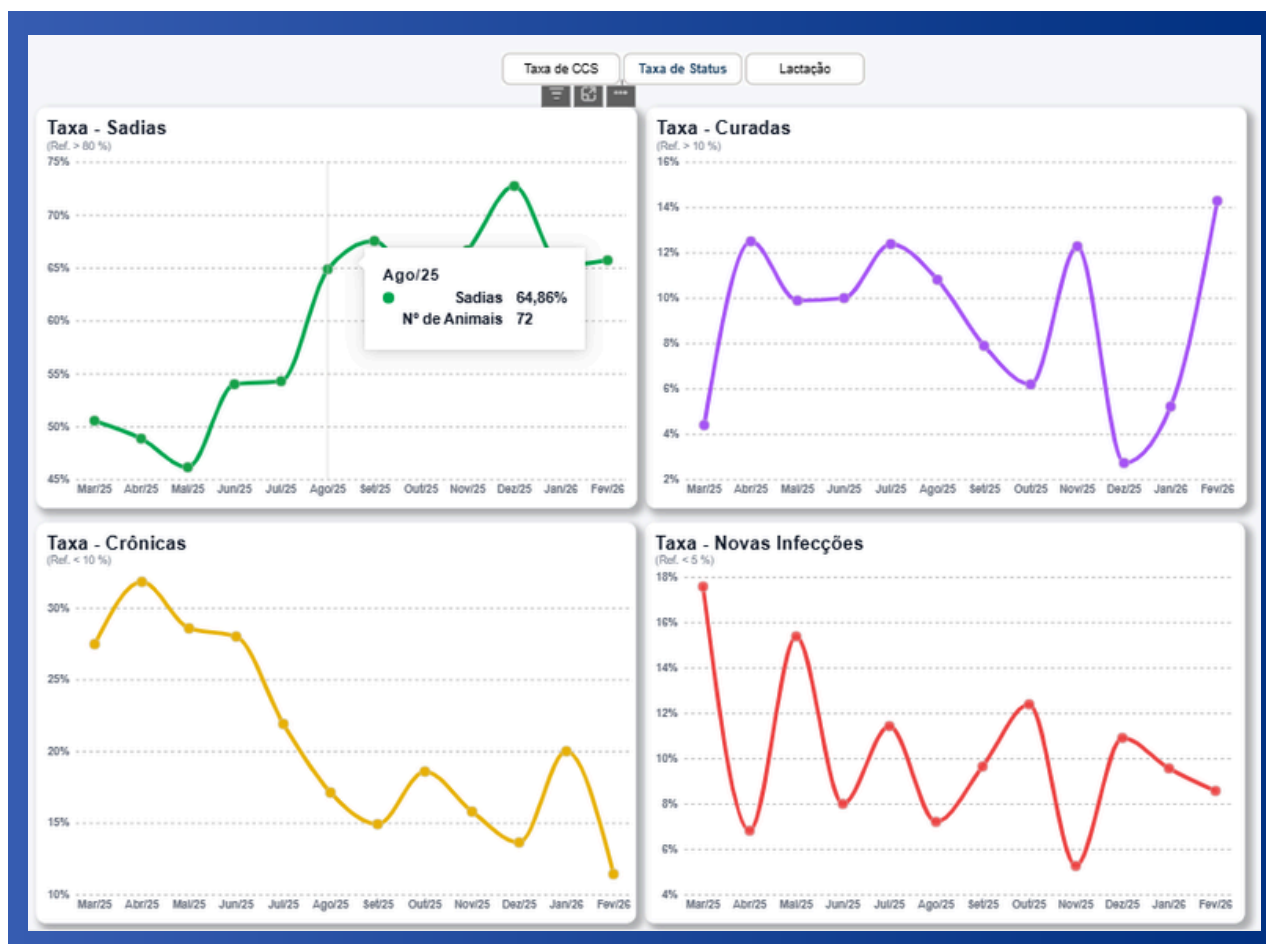 Taxa de CCS
Taxa de Status
Lactação
Taxa - Sadias
(Ref. > 80 %)
75%
70%
65%
60%
55%
50%
45%
Mar/25 Abr/25 Mai/25 Jun/25 Jul/25 Ago/25 Set/25 Out/25 Nov/25 Dez/25 Jan/26 Fev/26
Ago/25
Sadias 64,86%
Nº de Animais 72
Taxa - Curadas
(Ref. > 10 %)
16%
14%
12%
10%
8%
6%
4%
2%
Mar/25 Abr/25 Mai/25 Jun/25 Jul/25 Ago/25 Set/25 Out/25 Nov/25 Dez/25 Jan/26 Fev/26
Taxa - Crônicas
(Ref. < 10 %)
30%
25%
20%
15%
10%
Mar/25 Abr/25 Mai/25 Jun/25 Jul/25 Ago/25 Set/25 Out/25 Nov/25 Dez/25 Jan/26 Fev/26
Taxa - Novas Infecções
(Ref. < 5 %)
18%
16%
14%
12%
10%
8%
6%
4%
Mar/25 Abr/25 Mai/25 Jun/25 Jul/25 Ago/25 Set/25 Out/25 Nov/25 Dez/25 Jan/26 Fev/26